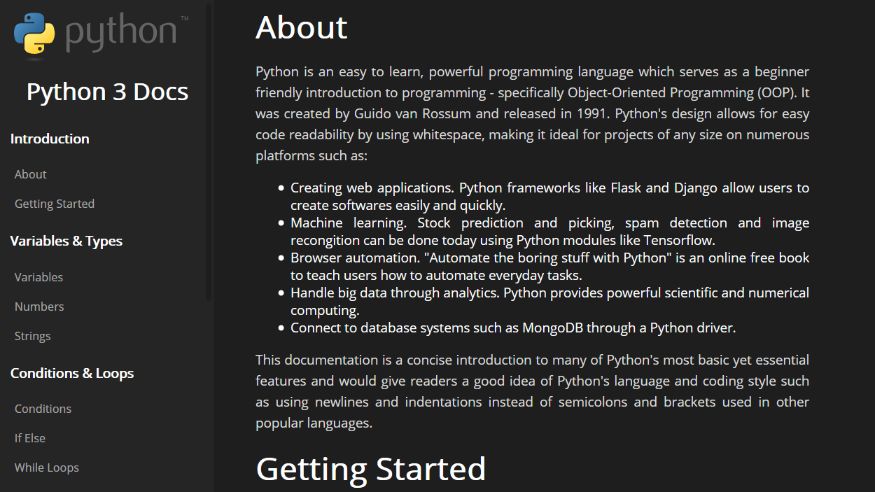 python™
Python 3 Docs
Introduction
About
Getting Started
Variables & Types
Variables
Numbers
Strings
Conditions & Loops
Conditions
If Else
While Loops
About
Python is an easy to learn, powerful programming language which serves as a beginner
friendly introduction to programming - specifically Object-Oriented Programming (OOP). It
was created by Guido van Rossum and released in 1991. Python's design allows for easy
code readability by using whitespace, making it ideal for projects of any size on numerous
platforms such as:
• Creating web applications. Python frameworks like Flask and Django allow users to
create softwares easily and quickly.
• Machine learning. Stock prediction and picking, spam detection and image
recongition can be done today using Python modules like Tensorflow.
• Browser automation. "Automate the boring stuff with Python" is an online free book
to teach users how to automate everyday tasks.
• Handle big data through analytics. Python provides powerful scientific and numerical
computing.
• Connect to database systems such as MongoDB through a Python driver.
This documentation is a concise introduction to many of Python's most basic yet essential
features and would give readers a good idea of Python's language and coding style such
as using newlines and indentations instead of semicolons and brackets used in other
popular languages.
Getting Started